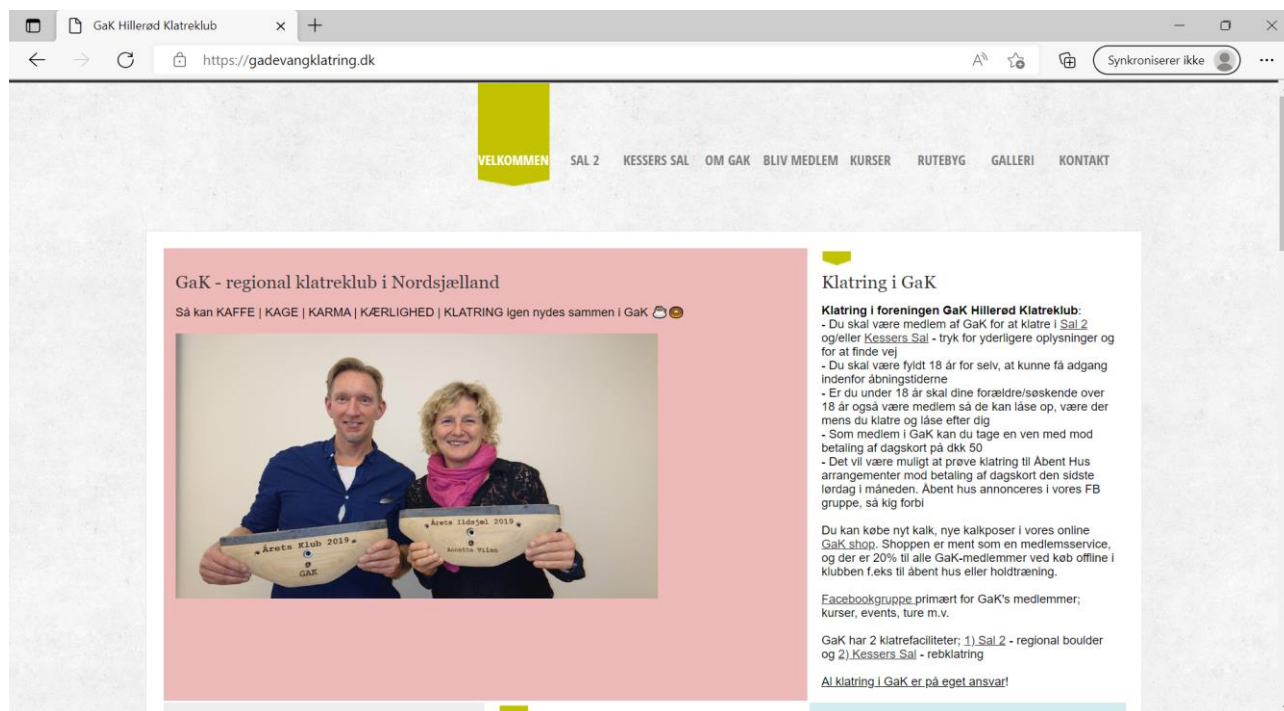 GaK Hillerød Klatreklub
https://gadevangklatring.dk
Synkroniserer ikke
VELKOMMEN SAL 2 KESSERS SAL OM GAK BLIV MEDLEM KURSER RUTEBYG GALLERI KONTAKT
GaK - regional klatreklub i Nordsjælland
Så kan KAFFE | KAGE | KARMA | KÆRLIGHED | KLATRING igen nydes sammen i GaK
Årets Klub 2019
GAK
Årets Ildsjæl 2019
Annette Vilan
Klatring i GaK
Klatring i foreningen GaK Hillerød Klatreklub:
- Du skal være medlem af GaK for at klatre i Sal 2
og/eller Kessers Sal - tryk for yderligere oplysninger og
for at finde vej
- Du skal være fyldt 18 år for selv, at kunne få adgang
indenfor åbningstiderne
- Er du under 18 år skal dine forældre/søskende over
18 år også være medlem så de kan låse op, være der
mens du klatre og låse efter dig
- Som medlem i GaK kan du tage en ven med mod
betaling af dagskort på dkk 50
- Det vil være muligt at prøve klatring til Åbent Hus
arrangementer mod betaling af dagskort den sidste
lørdag i måneden. Åbent hus annonceres i vores FB
gruppe, så kig forbi
Du kan købe nyt kalk, nye kalkposer i vores online
GaK shop. Shoppen er ment som en medlemsservice,
og der er 20% til alle GaK-medlemmer ved køb offline i
klubben f.eks til åbent hus eller holdtræning.
Facebookgruppe primært for GaK's medlemmer;
kurser, events, ture m.v.
GaK har 2 klatrefaciliteter; 1) Sal 2 - regional boulder
og 2) Kessers Sal - rebklatring
Al klatring i GaK er på eget ansvar!